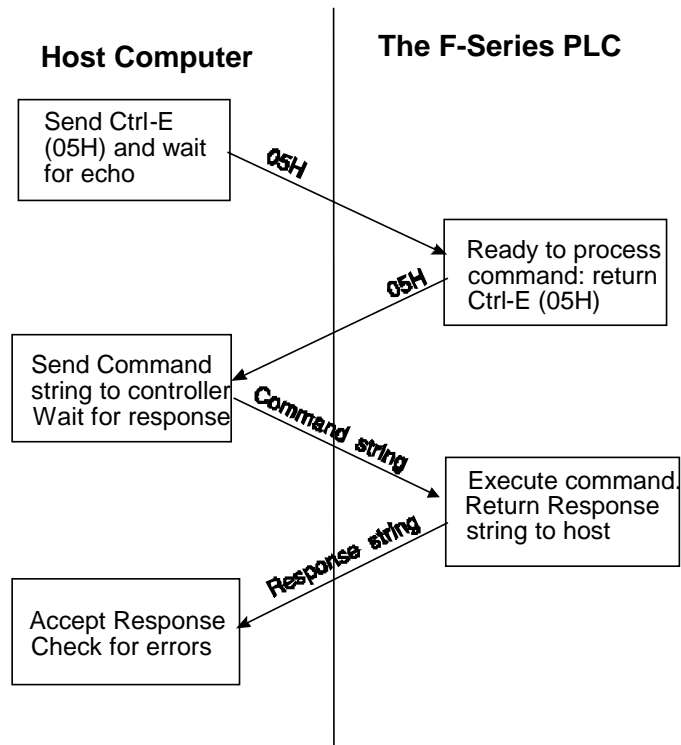 Host Computer
The F-Series PLC
Send Ctrl-E
(05H) and wait
for echo
05H
Ready to process
command: return
Ctrl-E (05H)
05H
Send Command
string to controller
Wait for response
Command string
Execute command.
Return Response
string to host
Response string
Accept Response
Check for errors